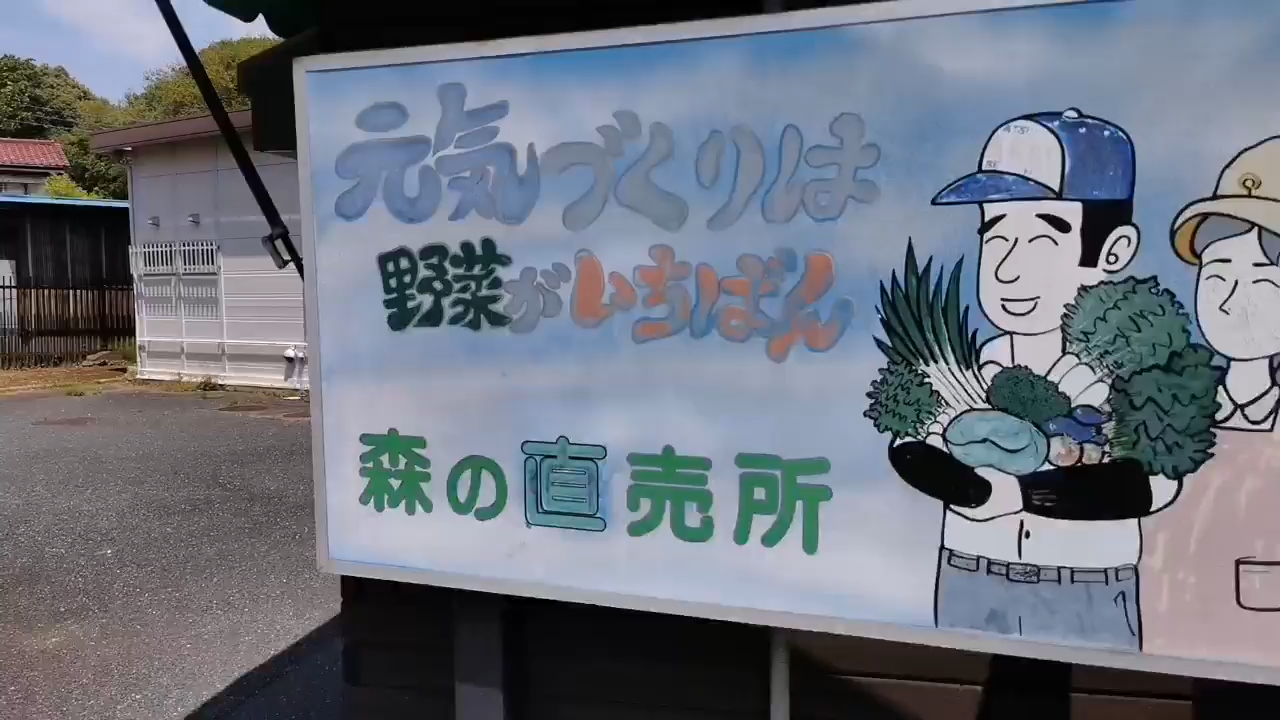 元気づくりは
野菜がいちばん
森の直売所